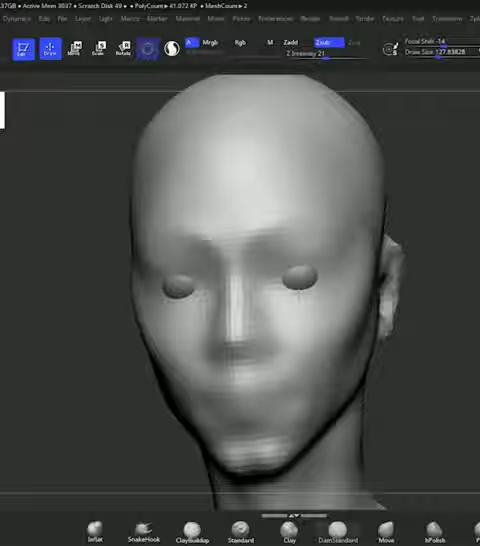 37GB ● Active Mem 3037 ● Scratch Disk 49 ● ● PolyCount▸ 41.072 KP ● MeshCount▸ 2
Dynamics Edit File Layer Light Macro Marker Material Movie Picker Preferences Render Stroke Texture Tool Transform
Edit Draw Move Scale Rotate A Mrgb Rgb M Zadd Zsub Focal Shift -14
Z Intensity 21 S Draw Size 127.83828
Inflat SnakeHook ClayBuildup Standard Clay DamStandard Move hPolish